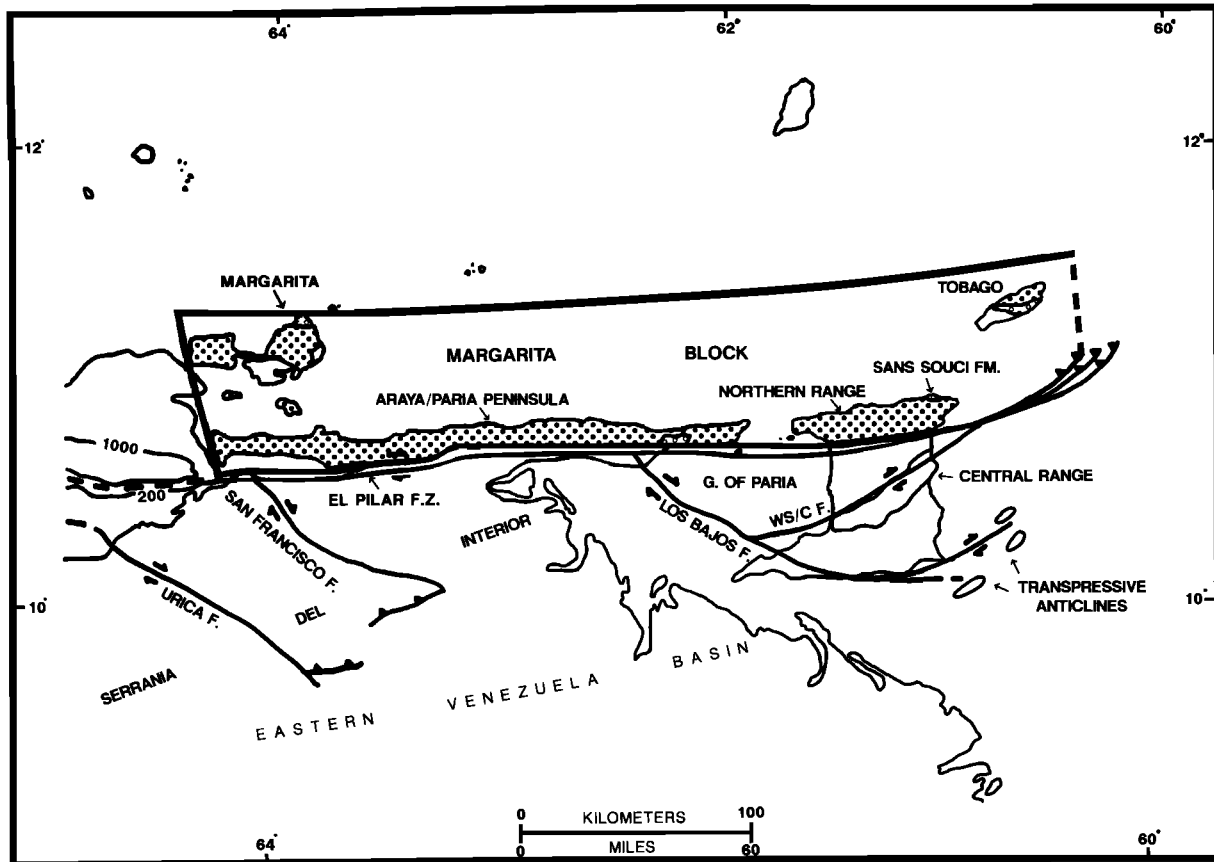 64°
62°
60°
12°
12°
MARGARITA
TOBAGO
MARGARITA BLOCK
SANS SOUCI FM.
NORTHERN RANGE
ARAYA/PARIA PENINSULA
1000
200
EL PILAR F.Z.
G. OF PARIA
CENTRAL RANGE
SAN FRANCISCO F.
INTERIOR
LOS BAJOS F.
WS/C F.
URICA F.
DEL
TRANSPRESSIVE
ANTICLINES
10°
10°
SERRANIA
EASTERN VENEZUELA BASIN
0 100
KILOMETERS
MILES
0 60
64°
60°